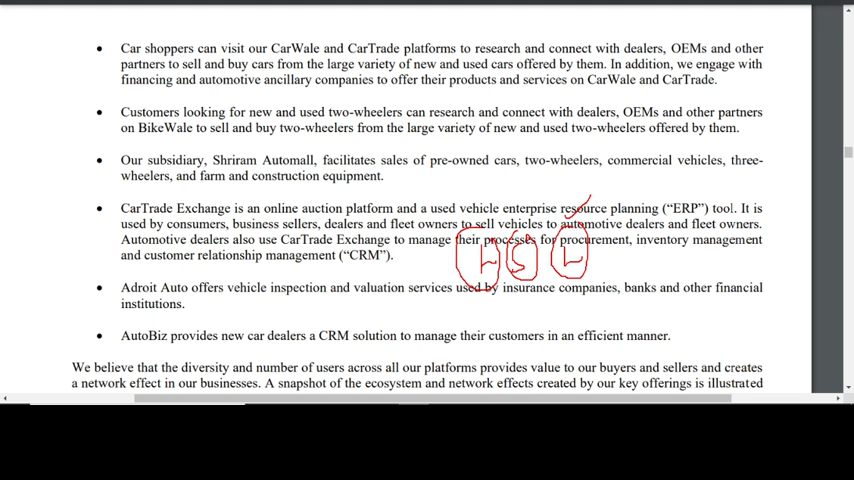 • Car shoppers can visit our CarWale and CarTrade platforms to research and connect with dealers, OEMs and other
partners to sell and buy cars from the large variety of new and used cars offered by them. In addition, we engage with
financing and automotive ancillary companies to offer their products and services on CarWale and CarTrade.
• Customers looking for new and used two-wheelers can research and connect with dealers, OEMs and other partners
on BikeWale to sell and buy two-wheelers from the large variety of new and used two-wheelers offered by them.
• Our subsidiary, Shriram Automall, facilitates sales of pre-owned cars, two-wheelers, commercial vehicles, three-
wheelers, and farm and construction equipment.
• CarTrade Exchange is an online auction platform and a used vehicle enterprise resource planning (“ERP”) tool. It is
used by consumers, business sellers, dealers and fleet owners to sell vehicles to automotive dealers and fleet owners.
Automotive dealers also use CarTrade Exchange to manage their processes for procurement, inventory management
and customer relationship management (“CRM”).
• Adroit Auto offers vehicle inspection and valuation services used by insurance companies, banks and other financial
institutions.
• AutoBiz provides new car dealers a CRM solution to manage their customers in an efficient manner.
We believe that the diversity and number of users across all our platforms provides value to our buyers and sellers and creates
a network effect in our businesses. A snapshot of the ecosystem and network effects created by our key offerings is illustrated